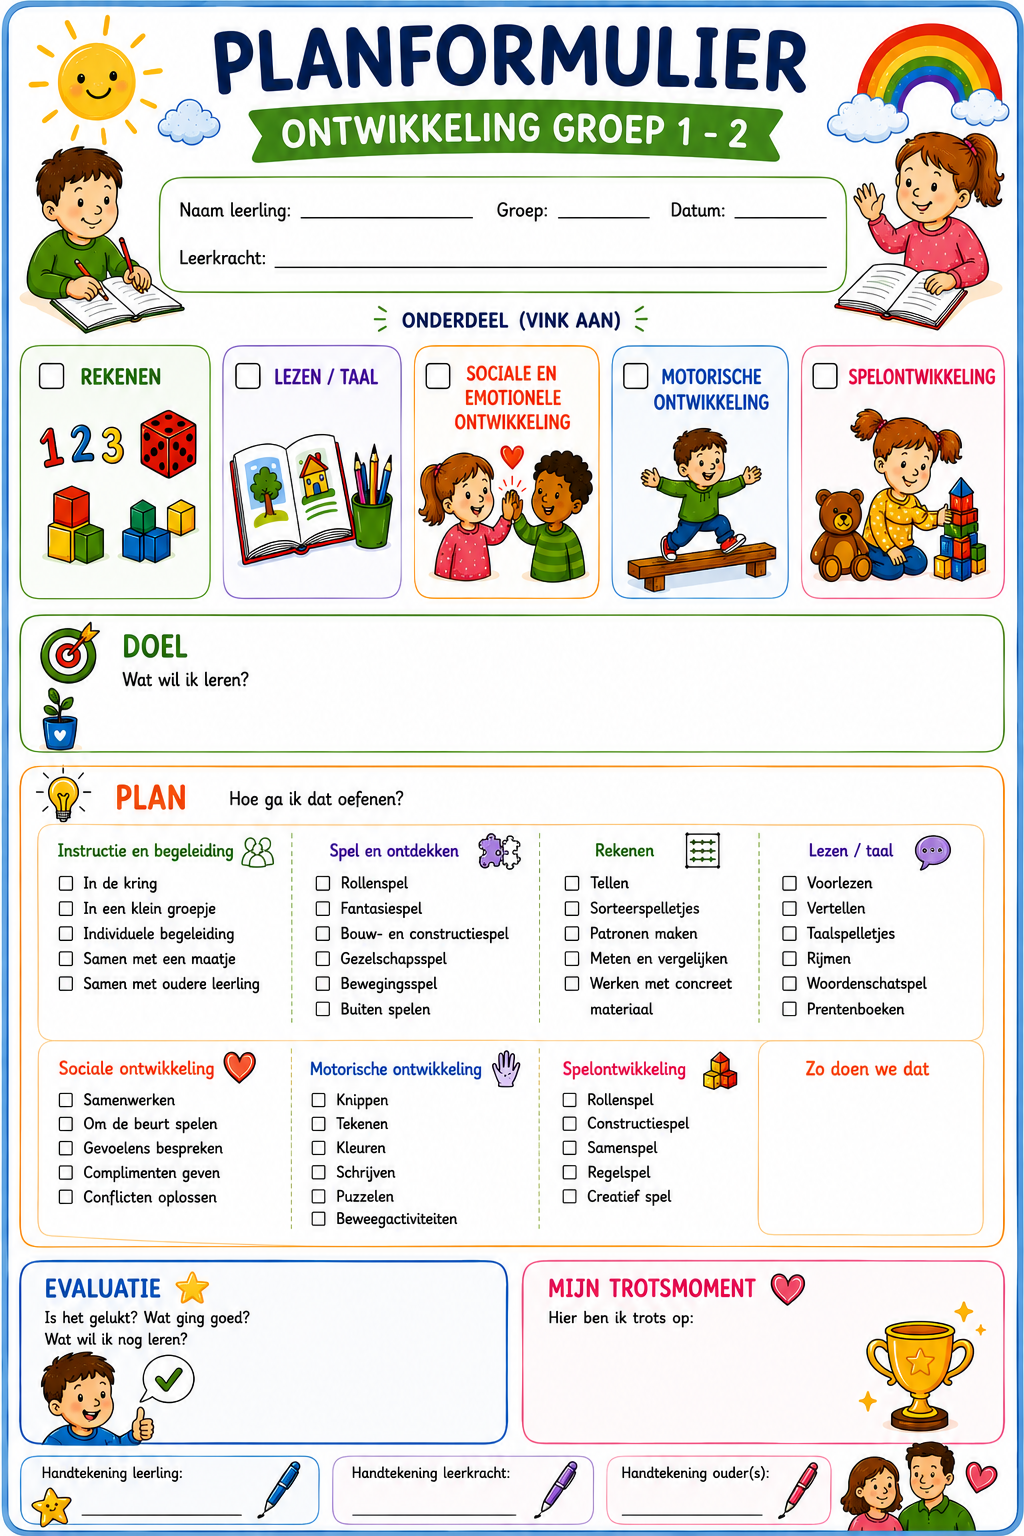 PLANFORMULIER
ONTWIKKELING GROEP 1 - 2
Naam leerling: Groep: Datum:
Leerkracht:
ONDERDEEL (VINK AAN)
REKENEN
1 2 3
LEZEN / TAAL
SOCIALE EN
EMOTIONELE
ONTWIKKELING
MOTORISCHE
ONTWIKKELING
SPELONTWIKKELING
DOEL
Wat wil ik leren?
PLAN Hoe ga ik dat oefenen?
Instructie en begeleiding
In de kring
In een klein groepje
Individuele begeleiding
Samen met een maatje
Samen met oudere leerling
Spel en ontdekken
Rollenspel
Fantasiespel
Bouw- en constructiespel
Gezelschapsspel
Bewegingsspel
Buiten spelen
Rekenen
Tellen
Sorteerspelletjes
Patronen maken
Meten en vergelijken
Werken met concreet
materiaal
Lezen / taal
Voorlezen
Vertellen
Taalspelletjes
Rijmen
Woordenschatspel
Prentenboeken
Sociale ontwikkeling
Samenwerken
Om de beurt spelen
Gevoelens bespreken
Complimenten geven
Conflicten oplossen
Motorische ontwikkeling
Knippen
Tekenen
Kleuren
Schrijven
Puzzelen
Beweegactiviteiten
Spelontwikkeling
Rollenspel
Constructiespel
Samenspel
Regelspel
Creatief spel
Zo doen we dat
EVALUATIE
Is het gelukt? Wat ging goed?
Wat wil ik nog leren?
MIJN TROTSMOMENT
Hier ben ik trots op:
Handtekening leerling:
Handtekening leerkracht:
Handtekening ouder(s):